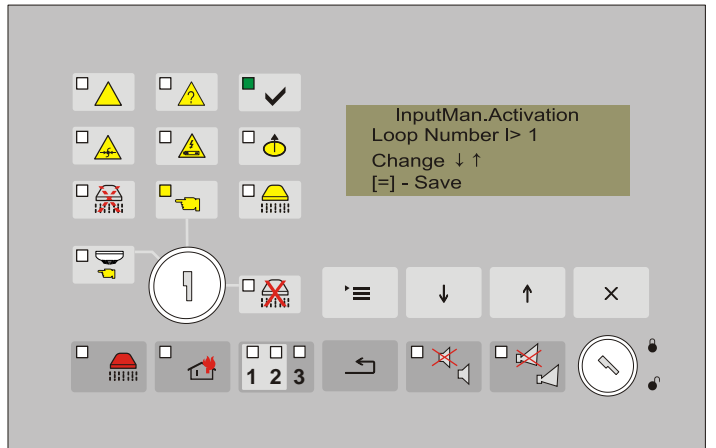 InputMan.Activation
Loop Number I> 1
Change ↓ ↑
[=] - Save
?
1 2 3